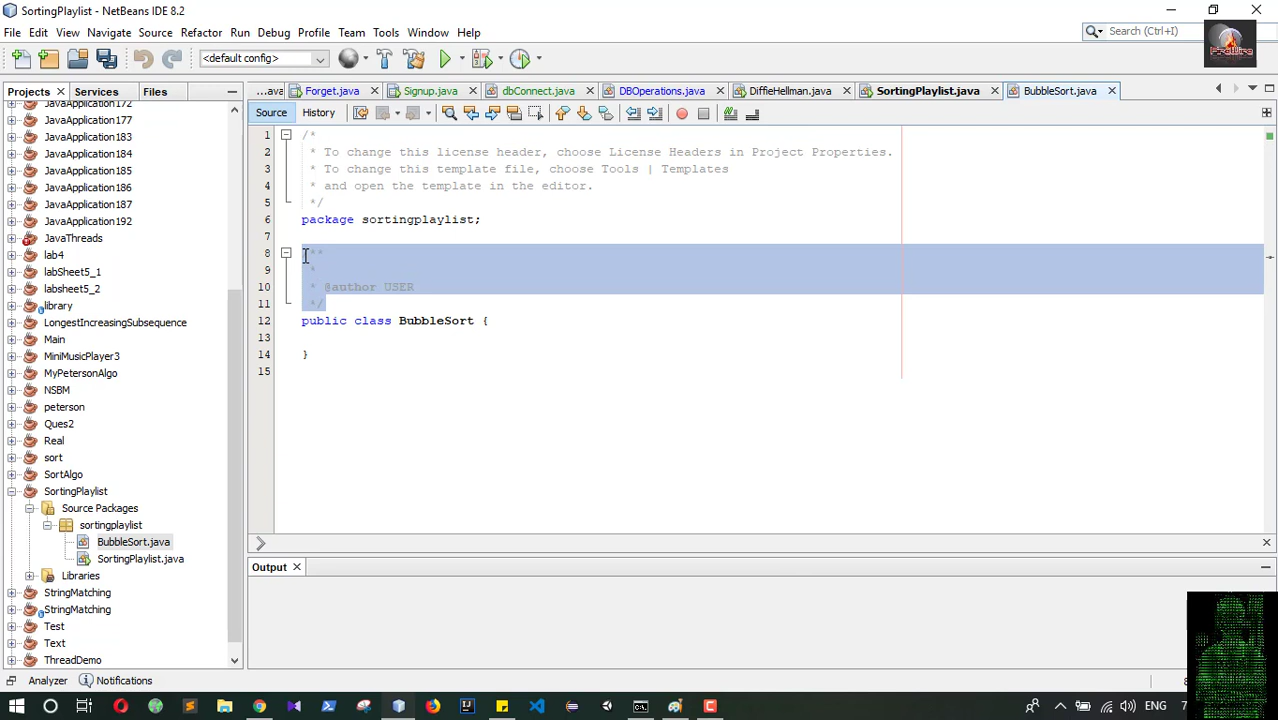 SortingPlaylist - NetBeans IDE 8.2
File Edit View Navigate Source Refactor Run Debug Profile Team Tools Window Help
Search (Ctrl+I)
<default config>
Projects Services Files
...ava Forget.java Signup.java dbConnect.java DBOperations.java DiffieHellman.java SortingPlaylist.java BubbleSort.java
Source History
JavaApplication172
JavaApplication177
JavaApplication183
JavaApplication184
JavaApplication185
JavaApplication186
JavaApplication187
JavaApplication192
JavaThreads
lab4
labSheet5_1
labsheet5_2
library
LongestIncreasingSubsequence
Main
MiniMusicPlayer3
MyPetersonAlgo
NSBM
peterson
Ques2
Real
sort
SortAlgo
SortingPlaylist
Source Packages
sortingplaylist
BubbleSort.java
SortingPlaylist.java
Libraries
StringMatching
StringMatching
Test
Text
ThreadDemo
1 /*
2 * To change this license header, choose License Headers in Project Properties.
3 * To change this template file, choose Tools | Templates
4 * and open the template in the editor.
5 */
6 package sortingplaylist;
7
8 /**
9 *
10 * @author USER
11 */
12 public class BubbleSort {
13
14 }
15
Output
Analyzer Notifications
ENG 7